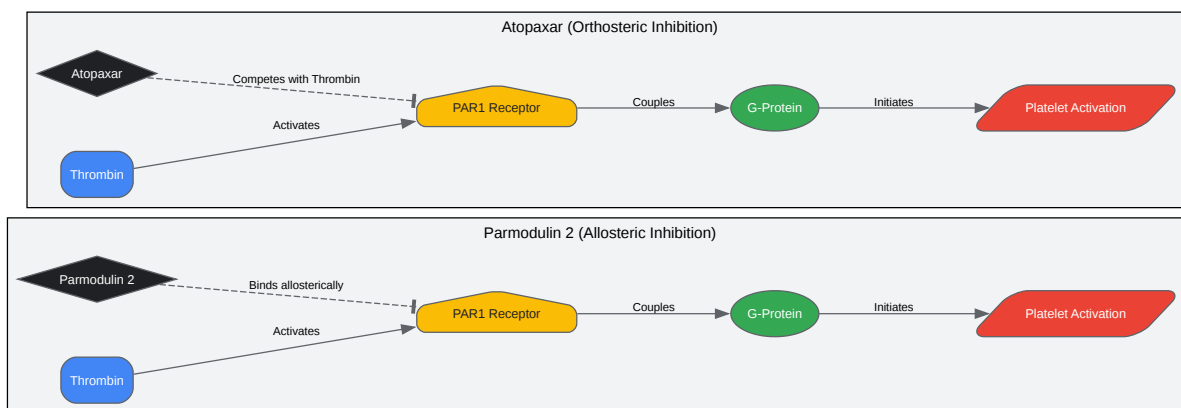 Atopaxar (Orthosteric Inhibition)
Atopaxar
Competes with Thrombin
PAR1 Receptor
Couples
G-Protein
Initiates
Platelet Activation
Activates
Thrombin
Parmodulin 2 (Allosteric Inhibition)
Parmodulin 2
Binds allosterically
PAR1 Receptor
Couples
G-Protein
Initiates
Platelet Activation
Activates
Thrombin